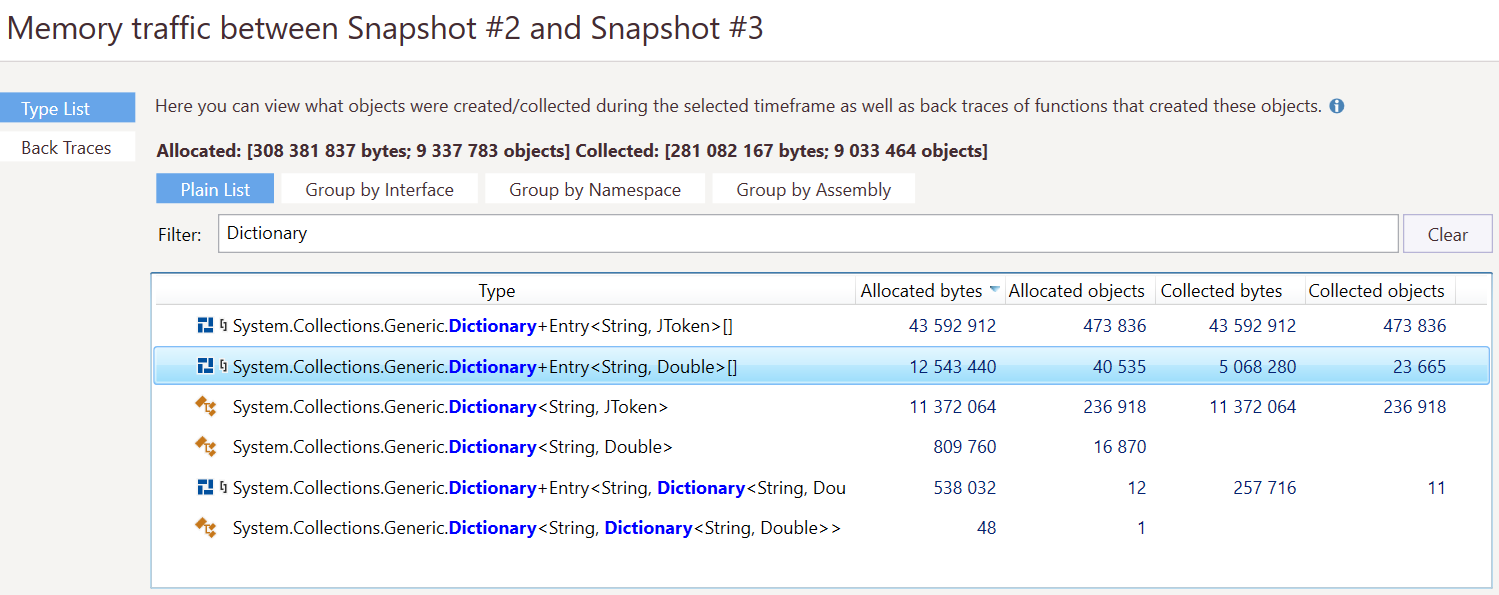 Memory traffic between Snapshot #2 and Snapshot #3
Type List
Here you can view what objects were created/collected during the selected timeframe as well as back traces of functions that created these objects.
Back Traces
Allocated: [308 381 837 bytes; 9 337 783 objects] Collected: [281 082 167 bytes; 9 033 464 objects]
Plain List Group by Interface Group by Namespace Group by Assembly
Filter: Dictionary Clear
Type Allocated bytes Allocated objects Collected bytes Collected objects
System.Collections.Generic.Dictionary+Entry<String, JToken>[] 43 592 912 473 836 43 592 912 473 836
System.Collections.Generic.Dictionary+Entry<String, Double>[] 12 543 440 40 535 5 068 280 23 665
System.Collections.Generic.Dictionary<String, JToken> 11 372 064 236 918 11 372 064 236 918
System.Collections.Generic.Dictionary<String, Double> 809 760 16 870
System.Collections.Generic.Dictionary+Entry<String, Dictionary<String, Dou 538 032 12 257 716 11
System.Collections.Generic.Dictionary<String, Dictionary<String, Double>> 48 1